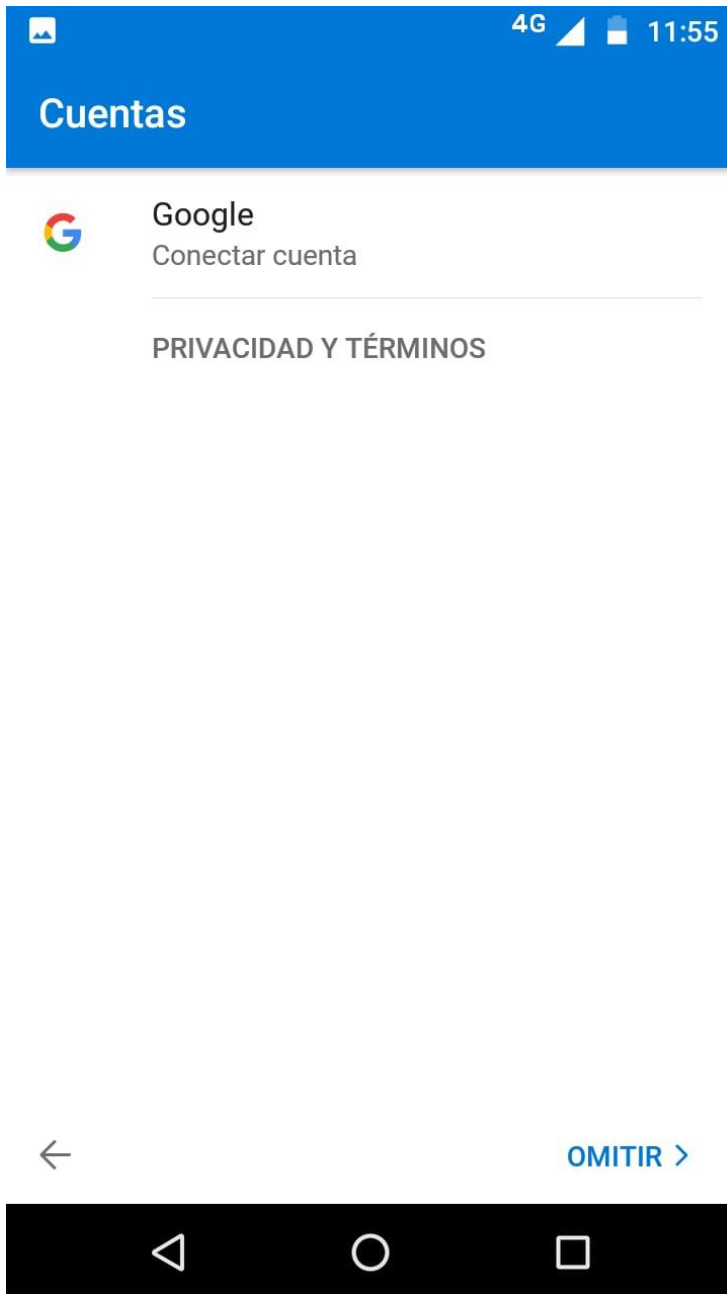 4G 11:55
Cuentas
Google
Conectar cuenta
PRIVACIDAD Y TÉRMINOS
OMITIR